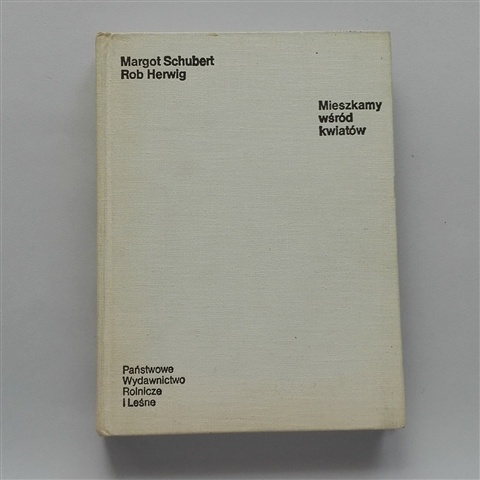 Margot Schubert
Rob Herwig
Mieszkamy
wśród
kwiatów
Państwowe
Wydawnictwo
Rolnicze
i Leśne